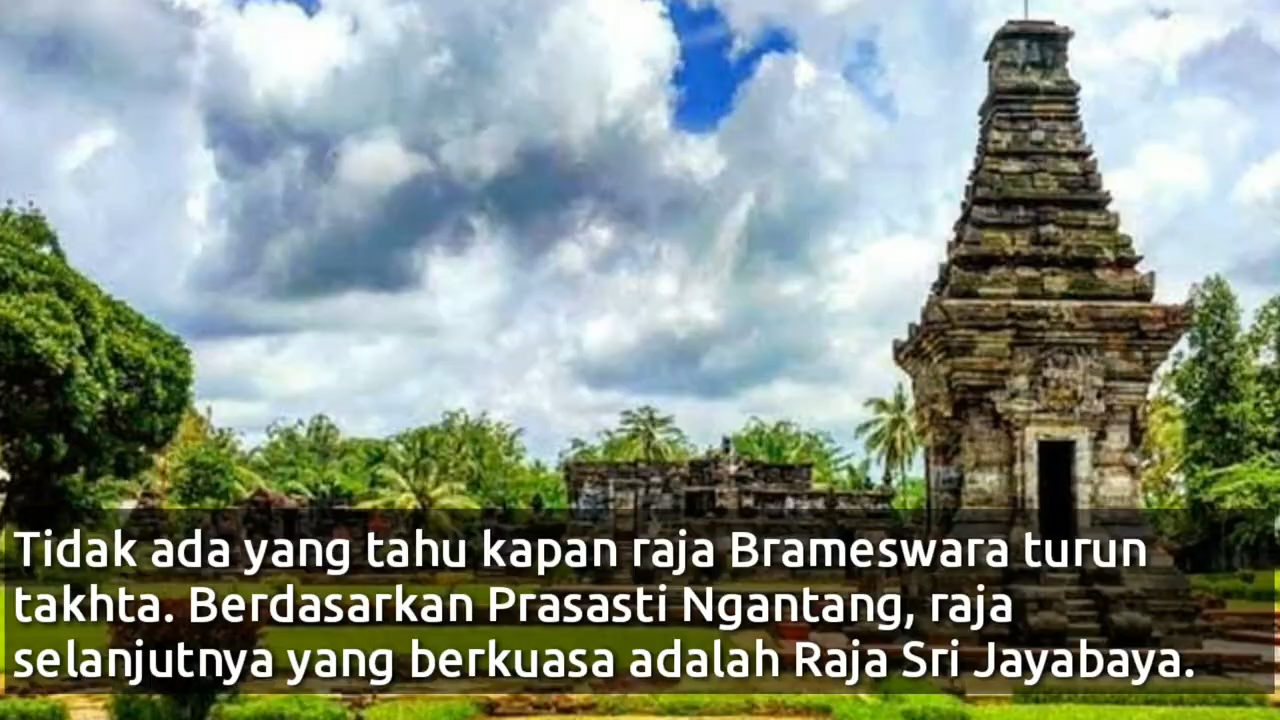 Tidak ada yang tahu kapan raja Brameswara turun
takhta. Berdasarkan Prasasti Ngantang, raja
selanjutnya yang berkuasa adalah Raja Sri Jayabaya.